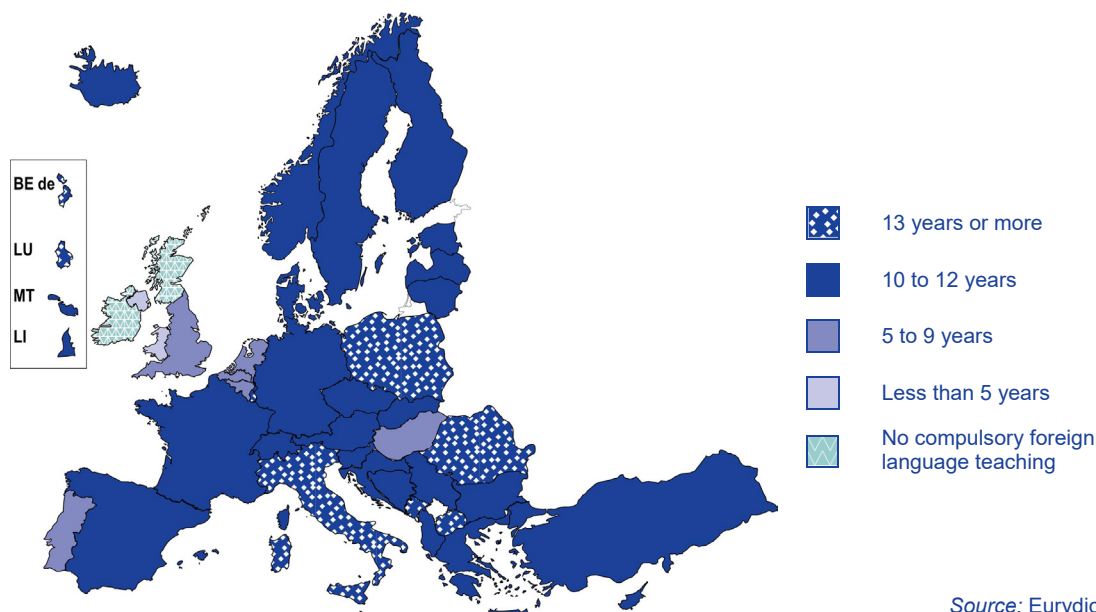 BE de
LU
MT
LI
13 years or more
10 to 12 years
5 to 9 years
Less than 5 years
No compulsory foreign
language teaching
Source: